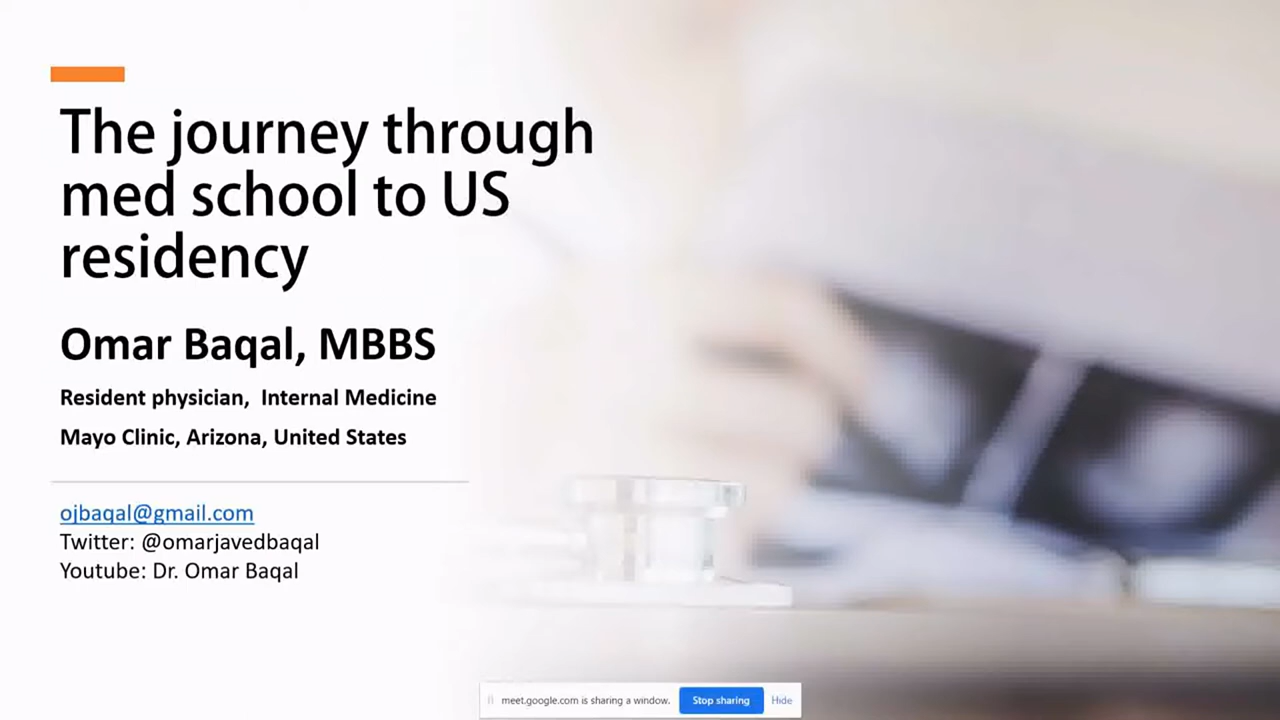 The journey through
med school to US
residency
Omar Baqal, MBBS
Resident physician,  Internal Medicine
Mayo Clinic, Arizona, United States
ojbaqal@gmail.com
Twitter: @omarjavedbaqal
Youtube: Dr. Omar Baqal
meet.google.com is sharing a window. Stop sharing Hide